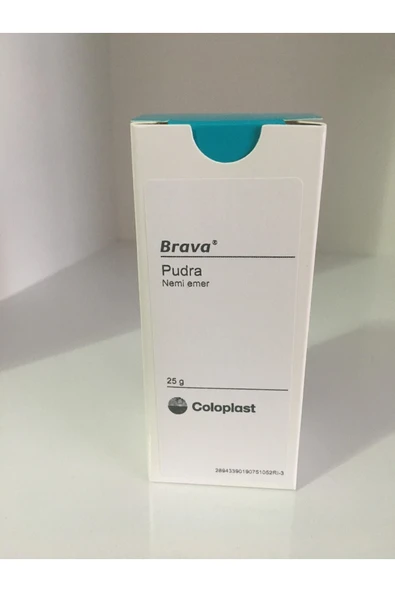 Brava®
Pudra
Nemi emer
25 g
Coloplast